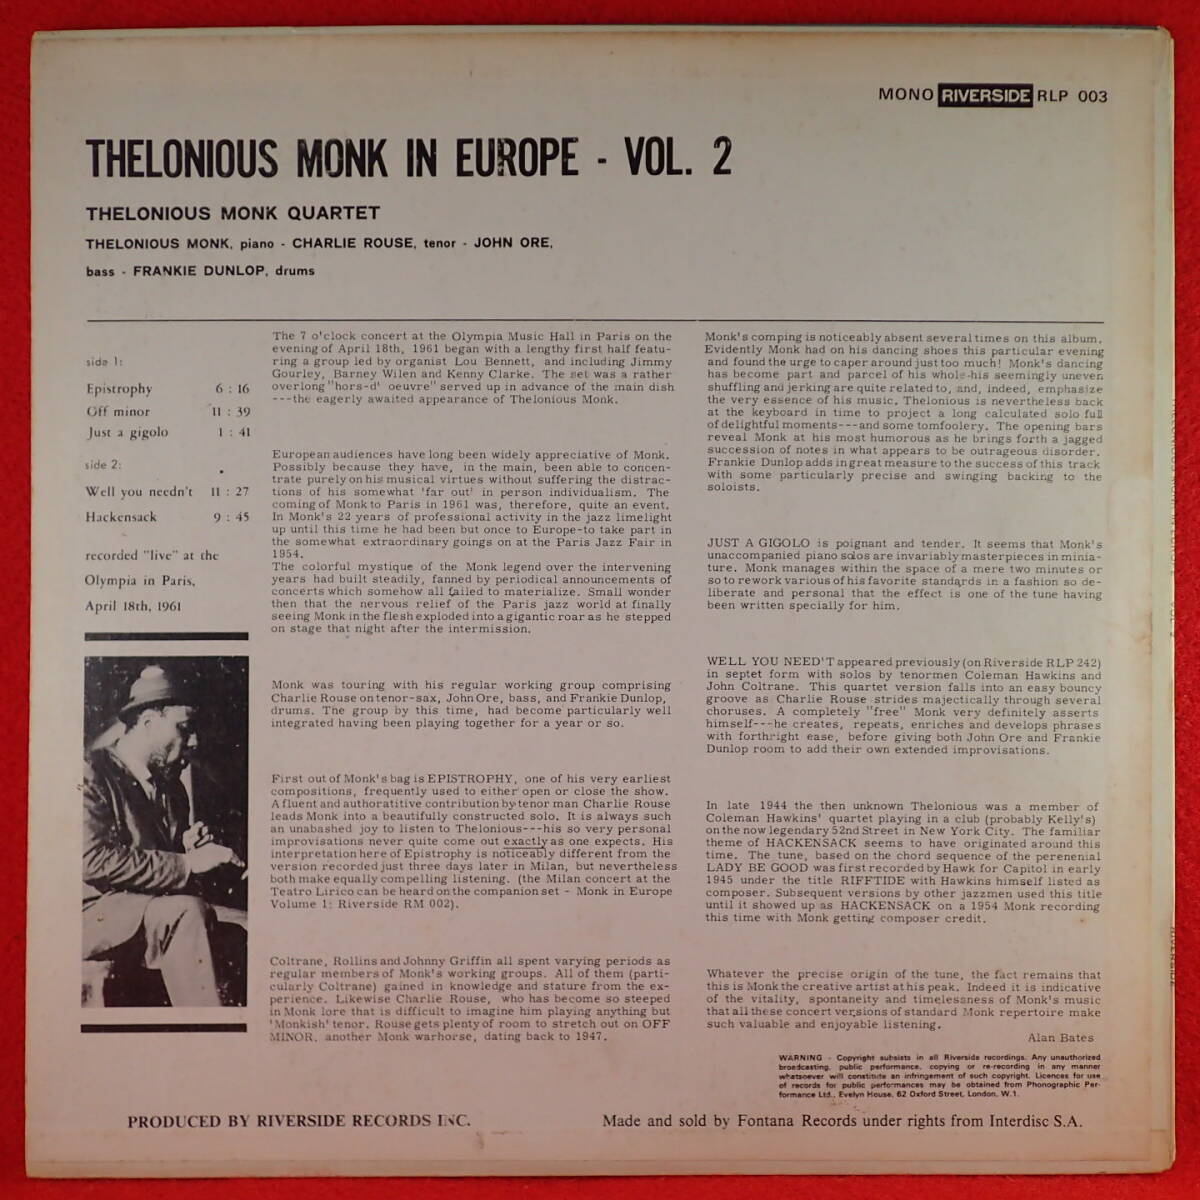 MONO RIVERSIDE RLP 003
THELONIOUS MONK IN EUROPE - VOL. 2
THELONIOUS MONK QUARTET
THELONIOUS MONK, piano - CHARLIE ROUSE, tenor - JOHN ORE,
bass - FRANKIE DUNLOP, drums
side 1:
Epistrophy 6 : 16
Off minor 11 : 39
Just a gigolo 1 : 41
side 2:
Well you needn't 11 : 27
Hackensack 9 : 45
recorded "live" at the
Olympia in Paris,
April 18th, 1961
The 7 o'clock concert at the Olympia Music Hall in Paris on the
evening of April 18th, 1961 began with a lengthy first half featu-
ring a group led by organist Lou Bennett, and including Jimmy
Gourley, Barney Wilen and Kenny Clarke. The set was a rather
overlong "hors-d' oeuvre" served up in advance of the main dish
---the eagerly awaited appearance of Thelonious Monk.
European audiences have long been widely appreciative of Monk.
Possibly because they have, in the main, been able to concen-
trate purely on his musical virtues without suffering the distrac-
tions of his somewhat 'far out' in person individualism. The
coming of Monk to Paris in 1961 was, therefore, quite an event.
In Monk's 22 years of professional activity in the jazz limelight
up until this time he had been but once to Europe-to take part in
the somewhat extraordinary goings on at the Paris Jazz Fair in
1954.
The colorful mystique of the Monk legend over the intervening
years had built steadily, fanned by periodical announcements of
concerts which somehow all failed to materialize. Small wonder
then that the nervous relief of the Paris jazz world at finally
seeing Monk in the flesh exploded into a gigantic roar as he stepped
on stage that night after the intermission.
Monk was touring with his regular working group comprising
Charlie Rouse on tenor-sax, John Ore, bass, and Frankie Dunlop,
drums. The group by this time, had become particularly well
integrated having been playing together for a year or so.
First out of Monk's bag is EPISTROPHY, one of his very earliest
compositions, frequently used to either open or close the show.
A fluent and authoratitive contribution by tenor man Charlie Rouse
leads Monk into a beautifully constructed solo. It is always such
an unabashed joy to listen to Thelonious---his so very personal
improvisations never quite come out exactly as one expects. His
interpretation here of Epistrophy is noticeably different from the
version recorded just three days later in Milan, but nevertheless
both make equally compelling listening. (the Milan concert at the
Teatro Lirico can be heard on the companion set - Monk in Europe
Volume 1: Riverside RM 002).
Coltrane, Rollins and Johnny Griffin all spent varying periods as
regular members of Monk's working groups. All of them (parti-
cularly Coltrane) gained in knowledge and stature from the ex-
perience. Likewise Charlie Rouse, who has become so steeped
in Monk lore that is difficult to imagine him playing anything but
'Monkish' tenor. Rouse gets plenty of room to stretch out on OFF
MINOR, another Monk warhorse, dating back to 1947.
Monk's comping is noticeably absent several times on this album.
Evidently Monk had on his dancing shoes this particular evening
and found the urge to caper around just too much! Monk's dancing
has become part and parcel of his whole-his seemingly uneven
shuffling and jerking are quite related to, and, indeed, emphasize
the very essence of his music. Thelonious is nevertheless back
at the keyboard in time to project a long calculated solo full
of delightful moments---and some tomfoolery. The opening bars
reveal Monk at his most humorous as he brings forth a jagged
succession of notes in what appears to be outrageous disorder.
Frankie Dunlop adds in great measure to the success of this track
with some particularly precise and swinging backing to the
soloists.
JUST A GIGOLO is poignant and tender. It seems that Monk's
unaccompanied piano solos are invariably masterpieces in minia-
ture. Monk manages within the space of a mere two minutes or
so to rework various of his favorite standards in a fashion so de-
liberate and personal that the effect is one of the tune having
been written specially for him.
WELL YOU NEED'T appeared previously (on Riverside RLP 242)
in septet form with solos by tenormen Coleman Hawkins and
John Coltrane. This quartet version falls into an easy bouncy
groove as Charlie Rouse strides majectically through several
choruses. A completely "free" Monk very definitely asserts
himself---he creates, repeats, enriches and develops phrases
with forthright ease, before giving both John Ore and Frankie
Dunlop room to add their own extended improvisations.
In late 1944 the then unknown Thelonious was a member of
Coleman Hawkins' quartet playing in a club (probably Kelly's)
on the now legendary 52nd Street in New York City. The familiar
theme of HACKENSACK seems to have originated around this
time. The tune, based on the chord sequence of the perenenial
LADY BE GOOD was first recorded by Hawk for Capitol in early
1945 under the title RIFFTIDE with Hawkins himself listed as
composer. Subsequent versions by other jazzmen used this title
until it showed up as HACKENSACK on a 1954 Monk recording
this time with Monk getting composer credit.
Whatever the precise origin of the tune, the fact remains that
this is Monk the creative artist at his peak. Indeed it is indicative
of the vitality, spontaneity and timelessness of Monk's music
that all these concert versions of standard Monk repertoire make
such valuable and enjoyable listening.
Alan Bates
WARNING - Copyright subsists in all Riverside recordings. Any unauthorized
broadcasting, public performance, copying or re-recording in any manner
whatsoever will constitute an infringement of such copyright. Licences for use
of records for public performances may be obtained from Phonographic Per-
formance Ltd., Evelyn House, 62 Oxford Street, London, W.1.
PRODUCED BY RIVERSIDE RECORDS INC.
Made and sold by Fontana Records under rights from Interdisc S.A.